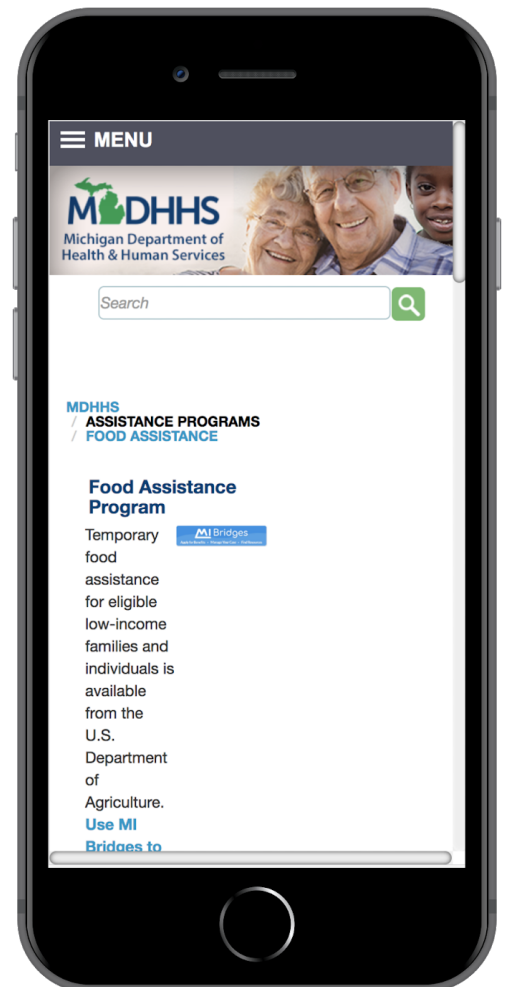 MENU
MDHHS
Michigan Department of
Health & Human Services
Search
MDHHS
/ ASSISTANCE PROGRAMS
/ FOOD ASSISTANCE
Food Assistance
Program
Temporary
MI Bridges
food
assistance
for eligible
low-income
families and
individuals is
available
from the
U.S.
Department
of
Agriculture.
Use MI
Bridges to